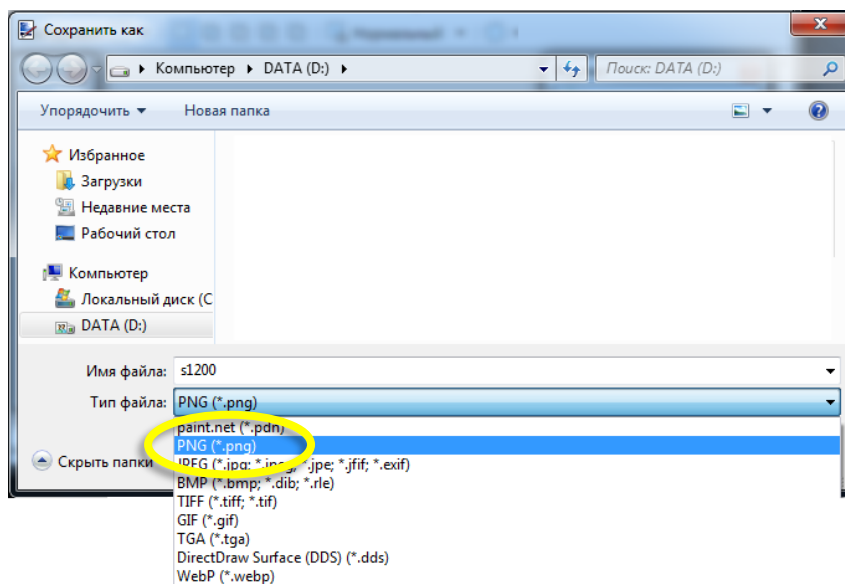 Сохранить как
Компьютер DATA (D:)
Поиск: DATA (D:)
Упорядочить Новая папка
Избранное
Загрузки
Недавние места
Рабочий стол
Компьютер
Локальный диск (C
DATA (D:)
Имя файла: s1200
Тип файла: PNG (*.png)
paint.net (*.pdn)
PNG (*.png)
JPEG (*.jpg; *.jpeg; *.jpe; *.jfif; *.exif)
Скрыть папки
BMP (*.bmp; *.dib; *.rle)
TIFF (*.tiff; *.tif)
GIF (*.gif)
TGA (*.tga)
DirectDraw Surface (DDS) (*.dds)
WebP (*.webp)